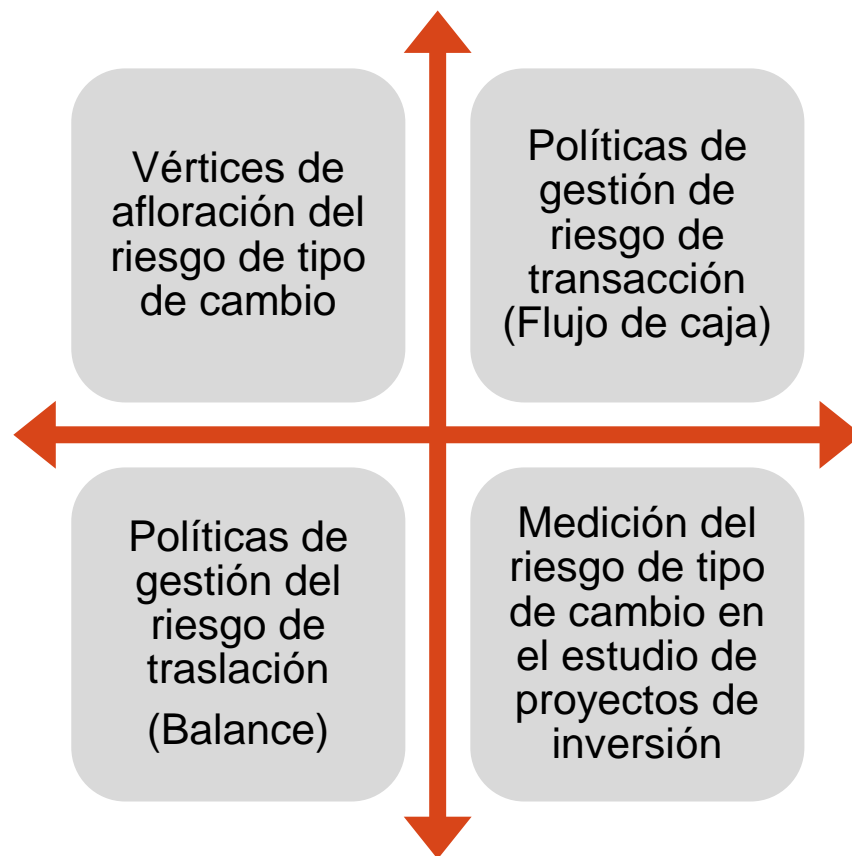 Vértices de
afloración del
riesgo de tipo
de cambio
Políticas de
gestión de
riesgo de
transacción
(Flujo de caja)
Políticas de
gestión del
riesgo de
traslación
(Balance)
Medición del
riesgo de tipo
de cambio en
el estudio de
proyectos de
inversión